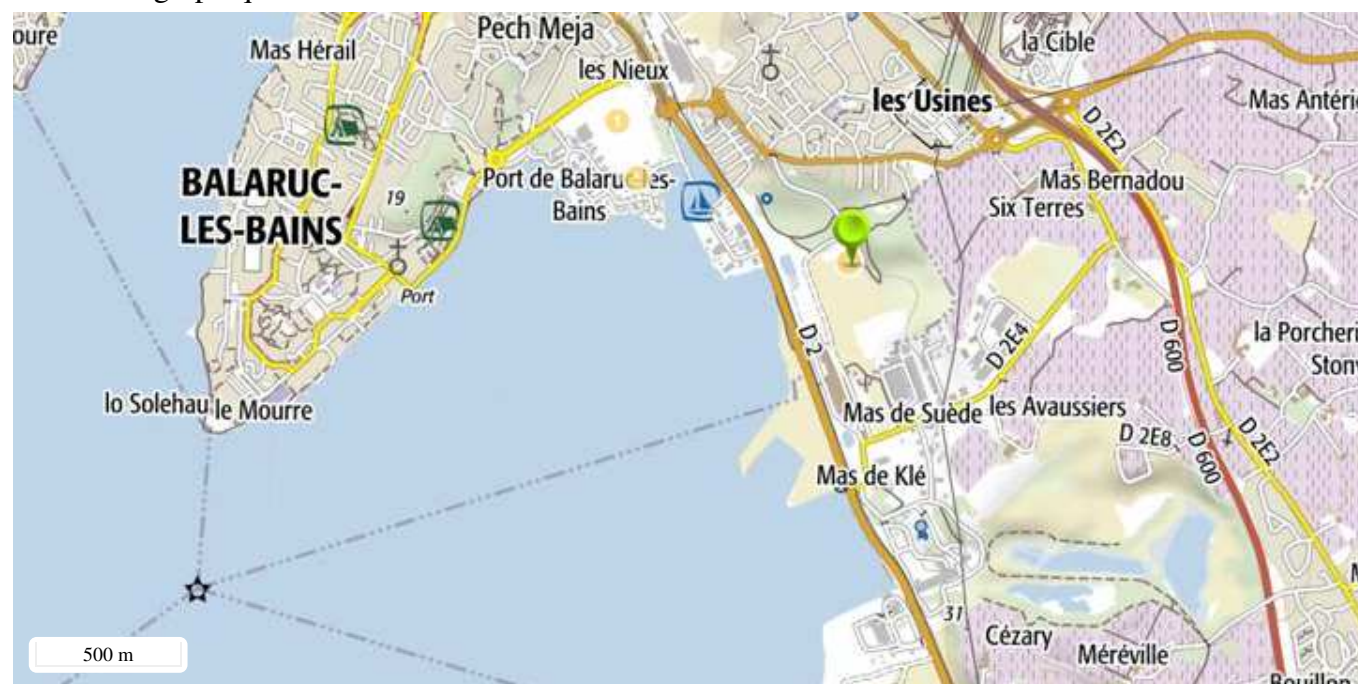 oure
Mas Hérail
Pech Meja
la Cible
les Nieux
les Usines
Mas Antéri
D 2E2
BALARUC-
LES-BAINS
19
Port de Balaruc-les-
Bains
Mas Bernadou
Six Terres
Port
D 2
D 2E4
D 600
la Porcheri
Stony
lo Solehau
le Mourre
Mas de Suède
les Avaussiers
D 2E8
D 600
D 2E2
Mas de Klé
31
Cézary
Méréville
Bouillon
500 m